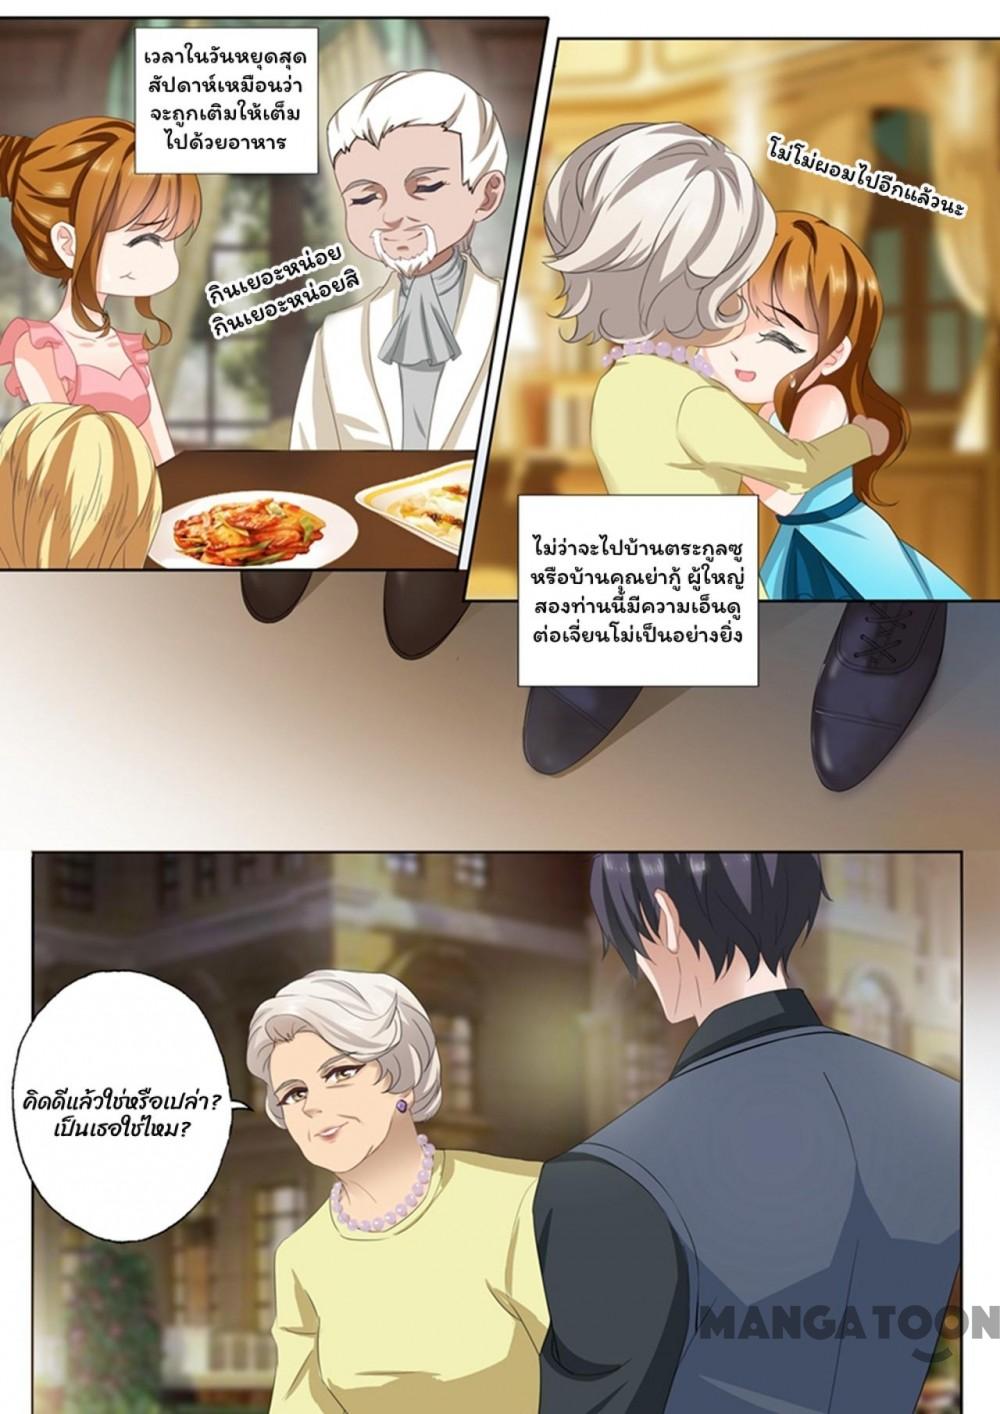 เวลาในวันหยุดสุด
สัปดาห์เหมือนว่า
จะถูกเติมให้เต็ม
ไปด้วยอาหาร
กินเยอะหน่อย
กินเยอะหน่อยสิ
โม่โม่ผอมไปอีกแล้วนะ
ไม่ว่าจะไปบ้านตระกูลซู
หรือบ้านคุณย่ากู้ ผู้ใหญ่
สองท่านนี้มีความเอ็นดู
ต่อเจี่ยนโม่เป็นอย่างยิ่ง
คิดดีแล้วใช่หรือเปล่า?
เป็นเธอใช่ไหม?
MANGATOON